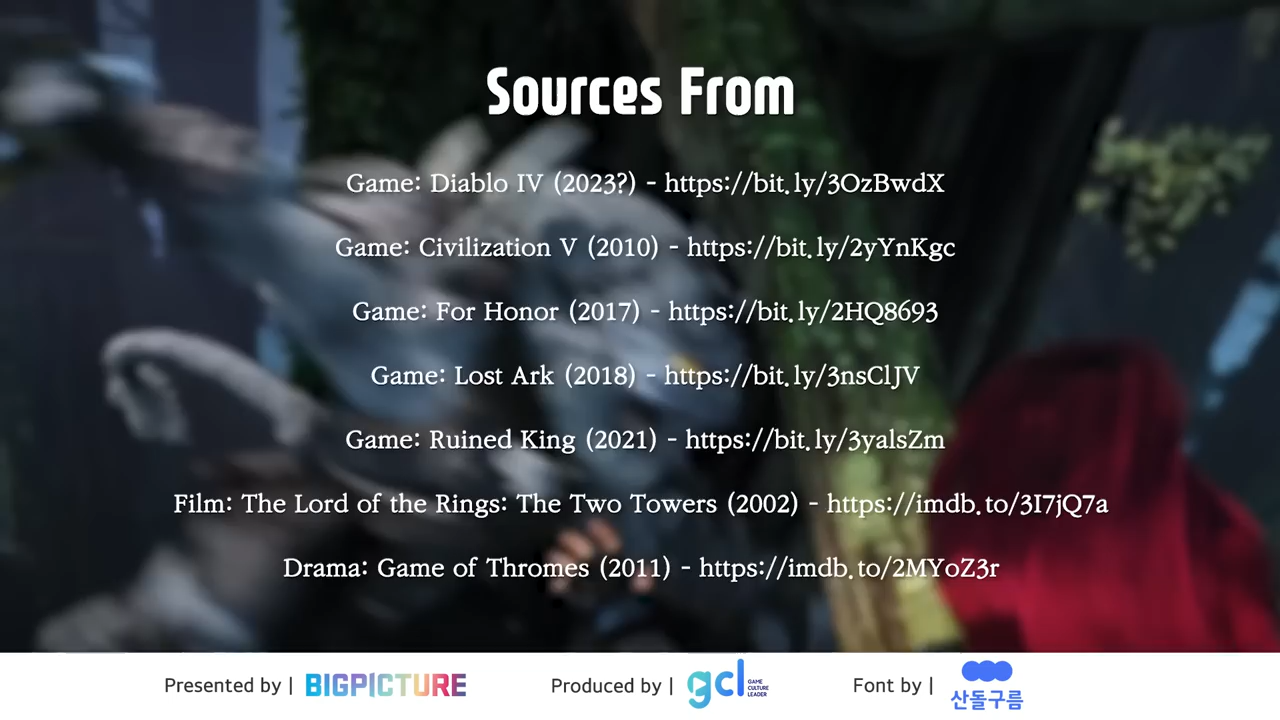 Sources From
Game: Diablo IV (2023?) - https://bit.ly/3OzBwdX
Game: Civilization V (2010) - https://bit.ly/2yYnKgc
Game: For Honor (2017) - https://bit.ly/2HQ8693
Game: Lost Ark (2018) - https://bit.ly/3nsClJV
Game: Ruined King (2021) - https://bit.ly/3yalsZm
Film: The Lord of the Rings: The Two Towers (2002) - https://imdb.to/3I7jQ7a
Drama: Game of Thromes (2011) - https://imdb.to/2MYoZ3r
Presented by | BIGPICTURE
Produced by | gcl GAME CULTURE LEADER
Font by | 산돌구름